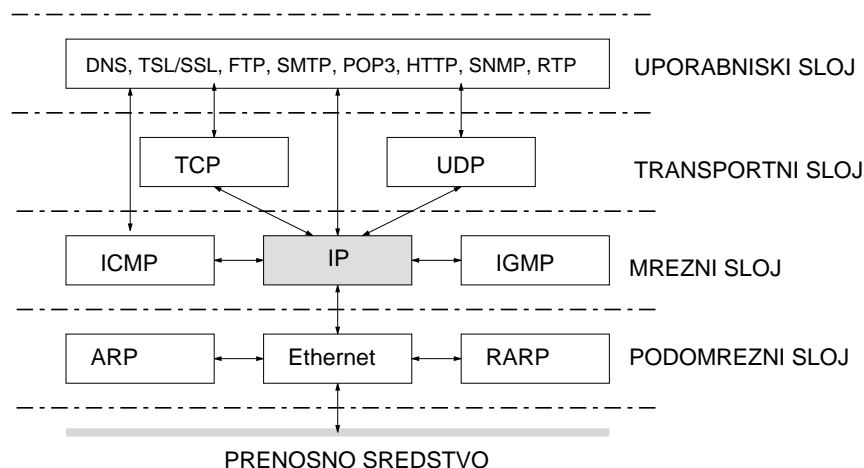 DNS, TSL/SSL, FTP, SMTP, POP3, HTTP, SNMP, RTP
UPORABNISKI SLOJ
TCP
UDP
TRANSPORTNI SLOJ
ICMP
IP
IGMP
MREZNI SLOJ
ARP
Ethernet
RARP
PODOMREZNI SLOJ
PRENOSNO SREDSTVO